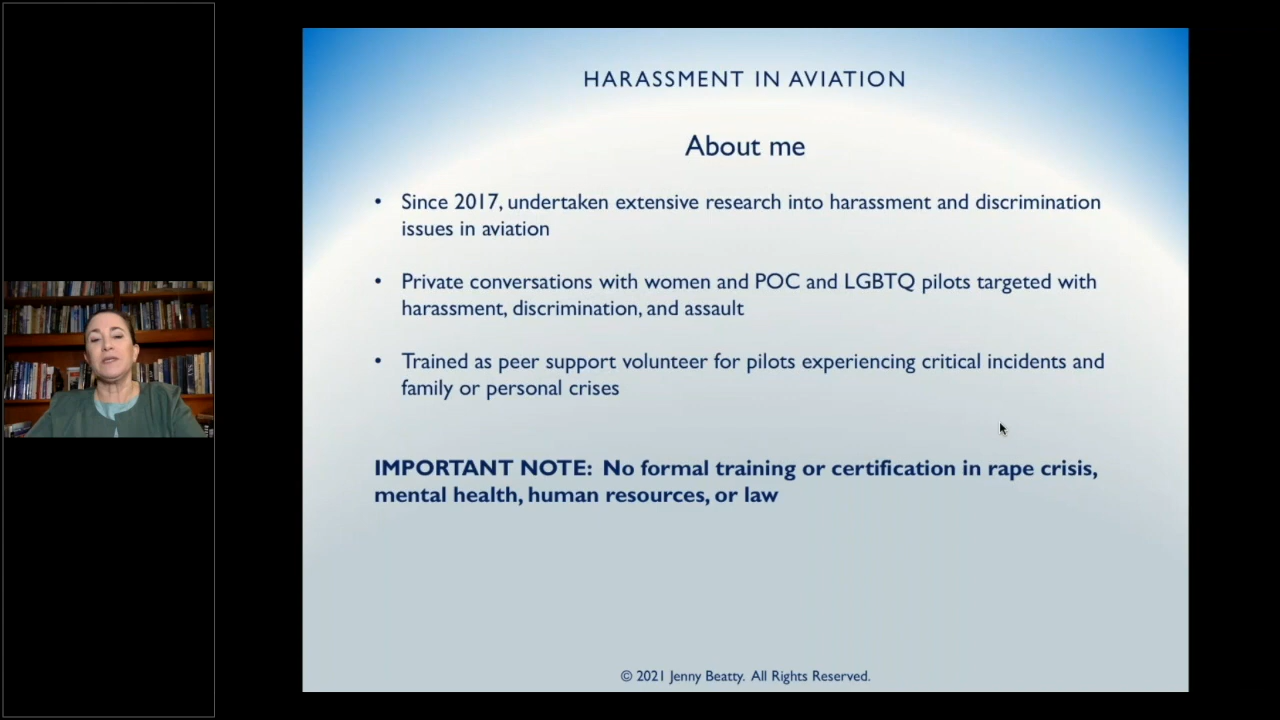 HARASSMENT IN AVIATION
About me
• Since 2017, undertaken extensive research into harassment and discrimination
issues in aviation
• Private conversations with women and POC and LGBTQ pilots targeted with
harassment, discrimination, and assault
• Trained as peer support volunteer for pilots experiencing critical incidents and
family or personal crises
IMPORTANT NOTE: No formal training or certification in rape crisis,
mental health, human resources, or law
© 2021 Jenny Beatty. All Rights Reserved.